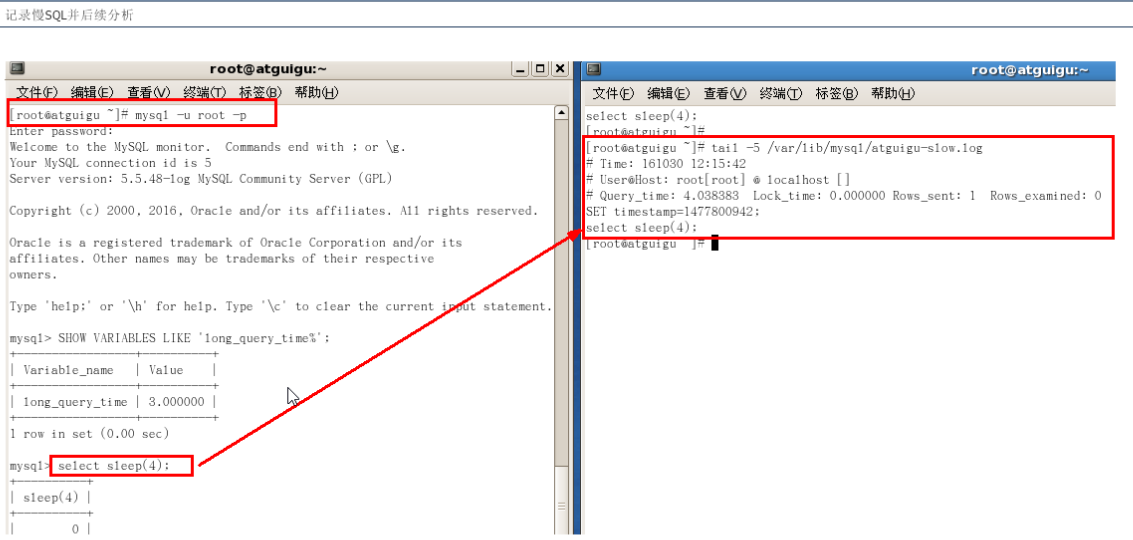 记录慢SQL并后续分析
root@atguigu:~
文件(F) 编辑(E) 查看(V) 终端(T) 标签(B) 帮助(H)
[root@atguigu ~]# mysql -u root -p
Enter password:
Welcome to the MySQL monitor.  Commands end with ; or \g.
Your MySQL connection id is 5
Server version: 5.5.48-log MySQL Community Server (GPL)
Copyright (c) 2000, 2016, Oracle and/or its affiliates. All rights reserved.
Oracle is a registered trademark of Oracle Corporation and/or its
affiliates. Other names may be trademarks of their respective
owners.
Type 'help;' or '\h' for help. Type '\c' to clear the current input statement.
mysql> SHOW VARIABLES LIKE 'long_query_time%';
+-----------------+----------+
| Variable_name   | Value    |
+-----------------+----------+
| long_query_time | 3.000000 |
+-----------------+----------+
1 row in set (0.00 sec)
mysql> select sleep(4);
+----------+
| sleep(4) |
+----------+
|        0 |
root@atguigu:~
文件(F) 编辑(E) 查看(V) 终端(T) 标签(B) 帮助(H)
select sleep(4);
[root@atguigu ~]#
[root@atguigu ~]# tail -5 /var/lib/mysql/atguigu-slow.log
# Time: 161030 12:15:42
# User@Host: root[root] @ localhost []
# Query_time: 4.038383  Lock_time: 0.000000 Rows_sent: 1  Rows_examined: 0
SET timestamp=1477800942;
select sleep(4);
[root@atguigu ~]#